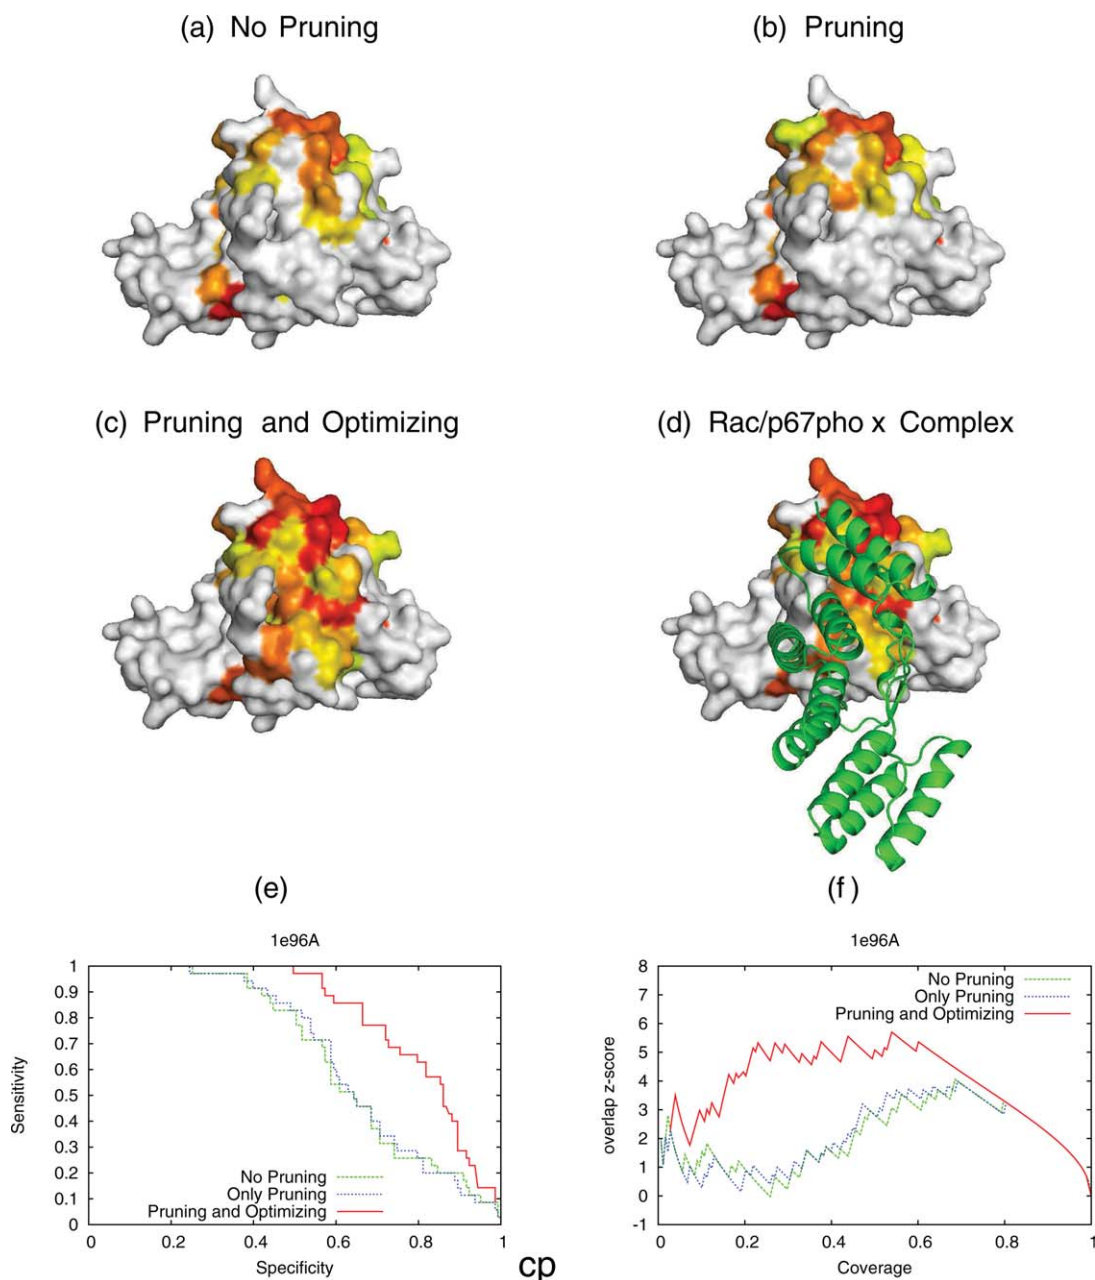 (a) No Pruning
(b) Pruning
(c) Pruning and Optimizing
(d) Rac/p67pho x Complex
(e)
1e96A
1
0.9
0.8
0.7
0.6
0.5
0.4
0.3
0.2
0.1
0
Sensitivity
No Pruning
Only Pruning
Pruning and Optimizing
0 0.2 0.4 0.6 0.8 1
Specificity
cp
(f)
1e96A
8
7
6
5
4
3
2
1
0
-1
overlap z-score
No Pruning
Only Pruning
Pruning and Optimizing
0 0.2 0.4 0.6 0.8 1
Coverage